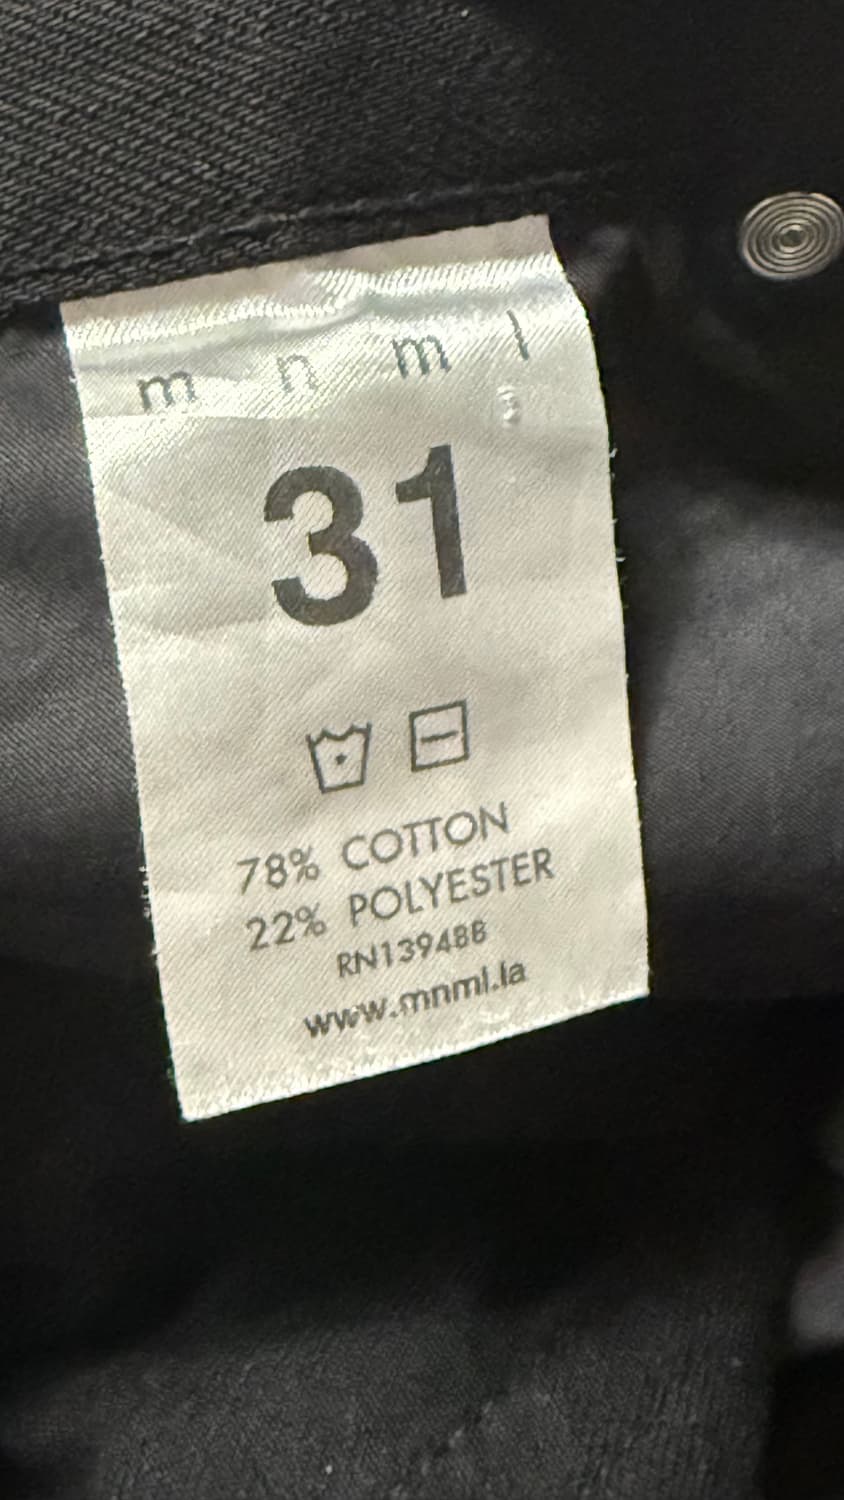 m n m l
31
78% COTTON
22% POLYESTER
RN139488
www.mnml.la